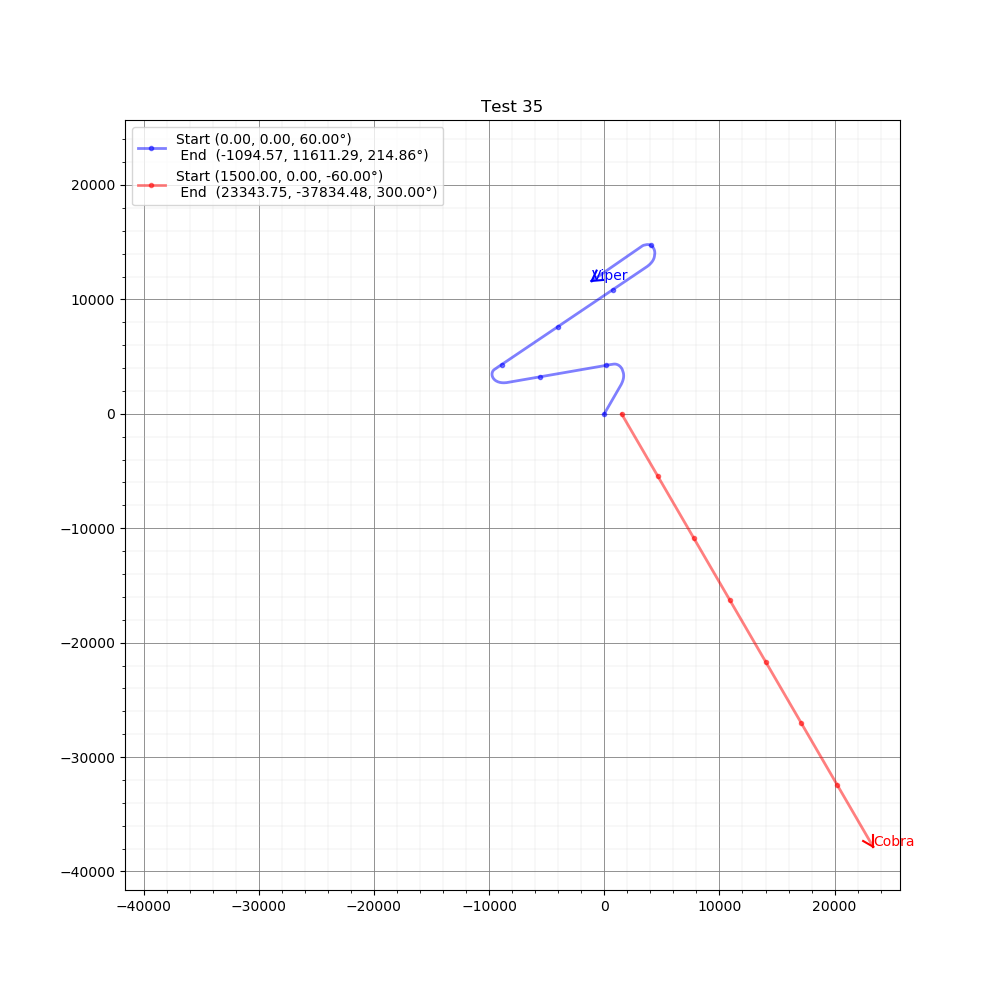 Test 35
Start (0.00, 0.00, 60.00°)
End  (-1094.57, 11611.29, 214.86°)
Start (1500.00, 0.00, -60.00°)
End  (23343.75, -37834.48, 300.00°)
20000
Viper
10000
0
−10000
−20000
−30000
−40000
Cobra
−40000 −30000 −20000 −10000 0 10000 20000